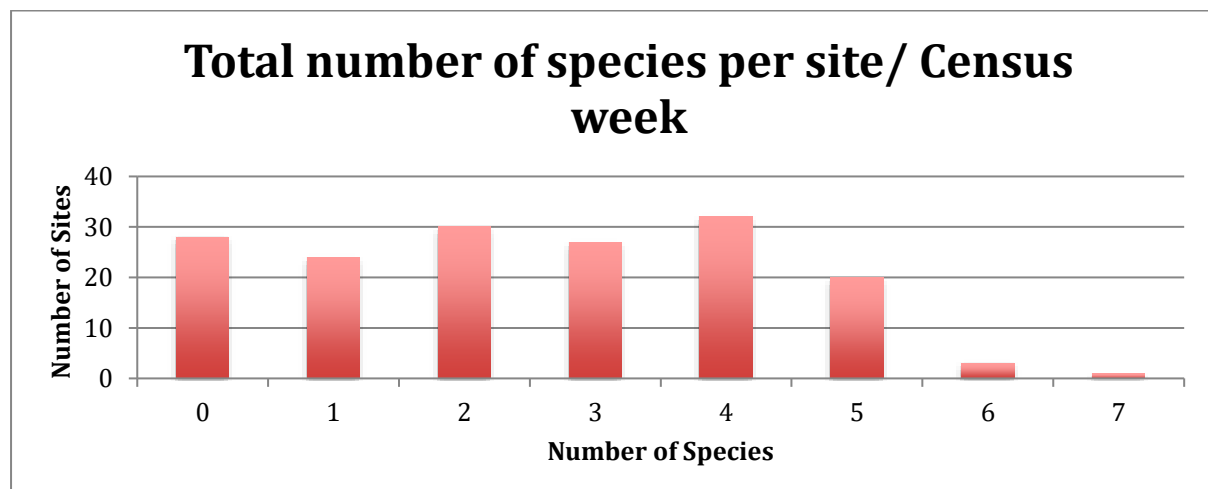 Total number of species per site/ Census
week
Number of Sites
40
30
20
10
0
0 1 2 3 4 5 6 7
Number of Species